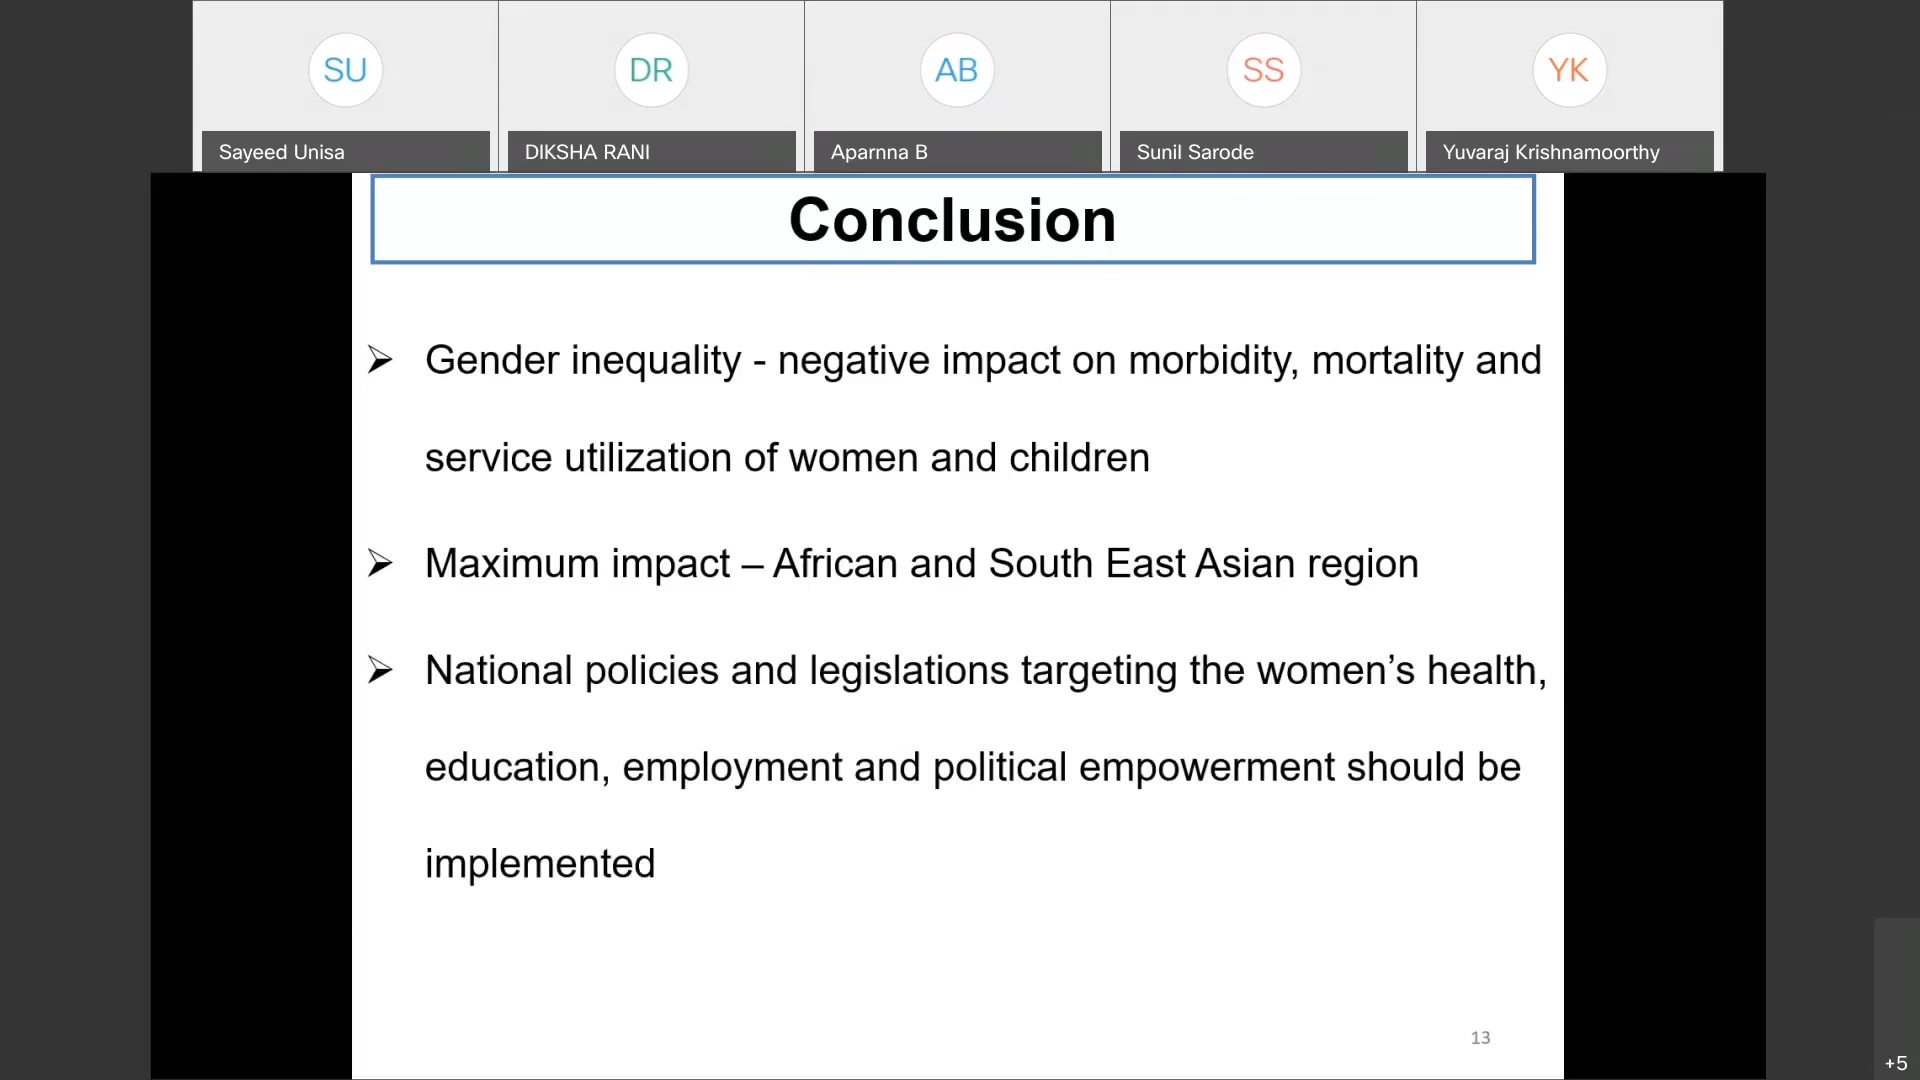 SU DR AB SS YK
Sayeed Unisa DIKSHA RANI Aparnna B Sunil Sarode Yuvaraj Krishnamoorthy
Conclusion
➢ Gender inequality - negative impact on morbidity, mortality and
service utilization of women and children
➢ Maximum impact – African and South East Asian region
➢ National policies and legislations targeting the women’s health,
education, employment and political empowerment should be
implemented
13
+5